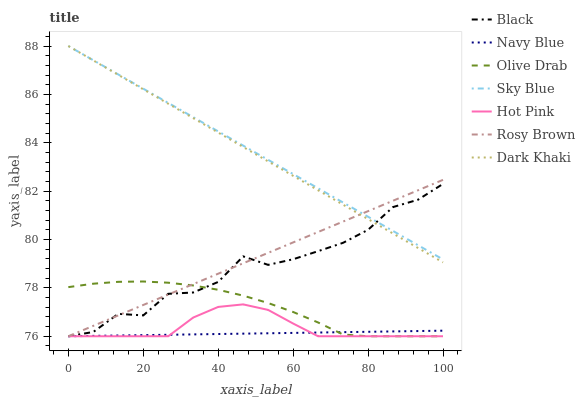 title
88
86
84
82
80
78
76
0
20
40
60
80
100
xaxis_label
yaxis_label
Black
Navy Blue
Olive Drab
Sky Blue
Hot Pink
Rosy Brown
Dark Khaki